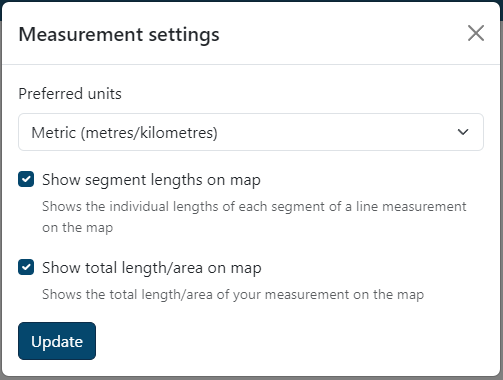 Measurement settings
Preferred units
Metric (metres/kilometres)
Show segment lengths on map
Shows the individual lengths of each segment of a line measurement
on the map
Show total length/area on map
Shows the total length/area of your measurement on the map
Update